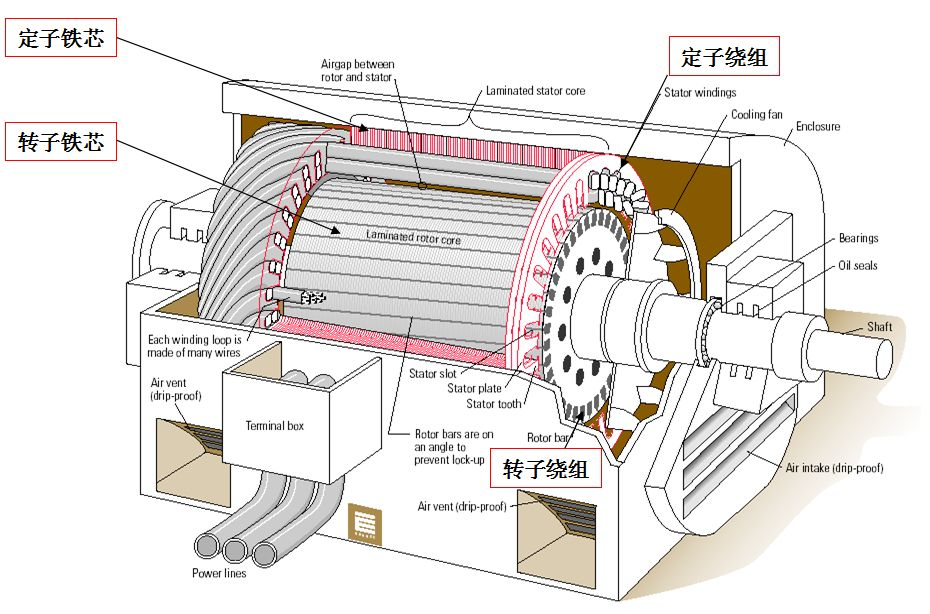 定子铁芯
定子绕组
Airgap between
rotor and stator
Laminated stator core
Stator windings
Cooling fan
Enclosure
转子铁芯
Laminated rotor core
Bearings
Oil seals
Shaft
Each winding loop is
made of many wires
Stator slot
Stator plate
Stator tooth
Air vent
(drip-proof)
Terminal box
Rotor bars are on
an angle to
prevent lock-up
Rotor bar
转子绕组
Air intake (drip-proof)
Air vent (drip-proof)
Power lines